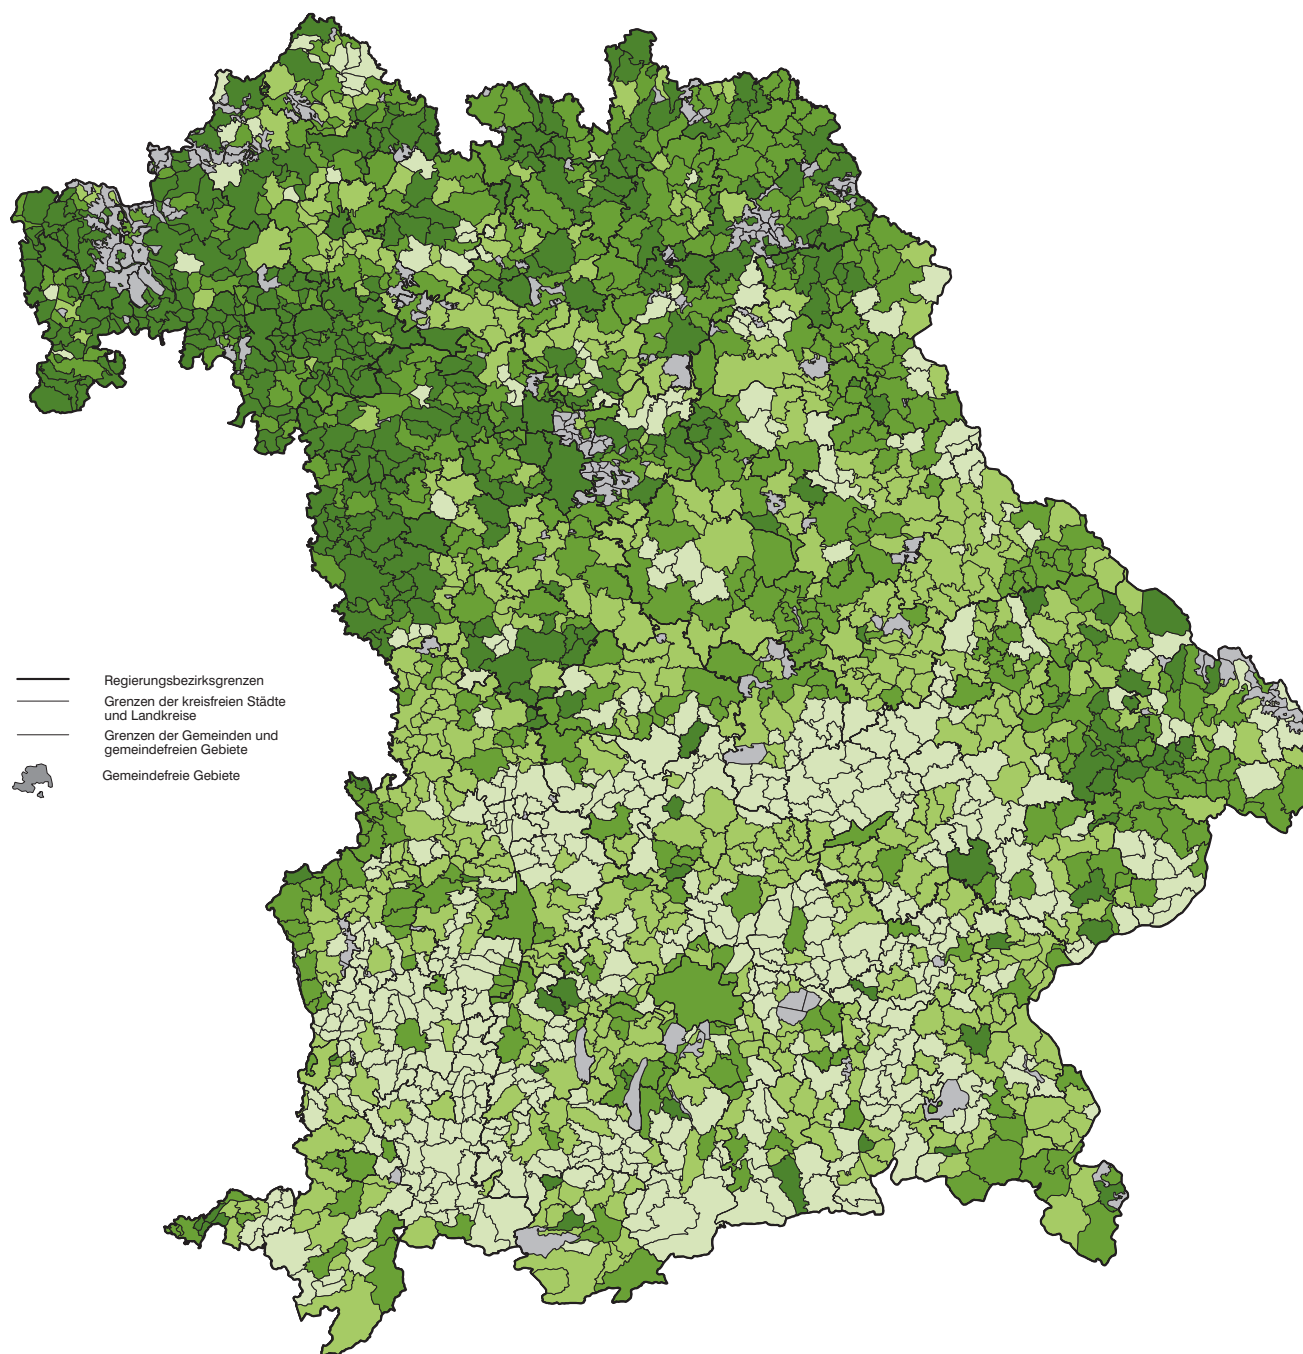 Regierungsbezirksgrenzen
Grenzen der kreisfreien Städte
und Landkreise
Grenzen der Gemeinden und
gemeindefreien Gebiete
Gemeindefreie Gebiete